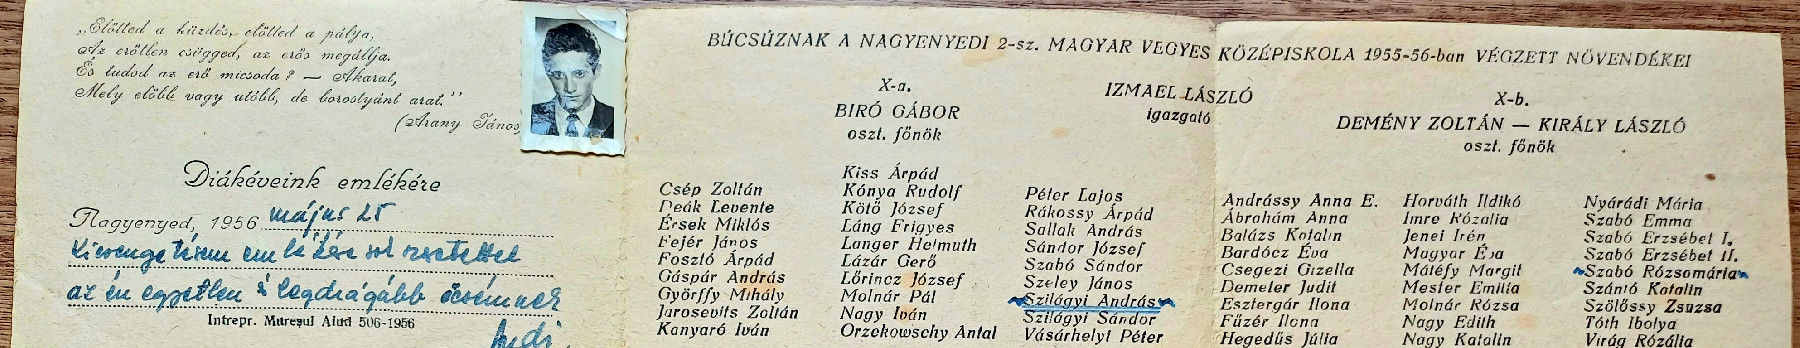 „Előtted a küzdés, előtted a pálya,
Az erőtlen csügged, az erős megállja.
És tudod az erő micsoda? — Akarat,
Mely előbb vagy utóbb, de borostyánt arat."
(Arany János
Diákéveink emlékére
Nagyenyed, 1956 május 25
Kicsengetésem emlékére sok szeretettel
az én egyetlen s legdrágább öcsémnek
Andi.
Intrepr. Mureșul Aiud 506-1956
BÚCSÚZNAK A NAGYENYEDI 2-sz. MAGYAR VEGYES KÖZÉPISKOLA 1955-56-ban VÉGZETT NÖVENDÉKEI
IZMAEL LÁSZLÓ
igazgató
X-a.
BIRÓ GÁBOR
oszt. főnök
Csép Zoltán
Deák Levente
Érsek Miklós
Fejér János
Fosztó Árpád
Gáspár András
Győrffy Mihály
Jarosevits Zoltán
Kanyaró Iván
Kiss Árpád
Kónya Rudolf
Kötő József
Láng Frigyes
Langer Helmuth
Lázár Gerő
Lőrincz József
Molnár Pál
Nagy Iván
Orzekowschy Antal
Péter Lajos
Rákossy Árpád
Sallak András
Sándor József
Szabó Sándor
Szeley János
Szilágyi András
Szilágyi Sándor
Vásárhelyi Péter
X-b.
DEMÉNY ZOLTÁN — KIRÁLY LÁSZLÓ
oszt. főnök
Andrássy Anna E.
Ábrahám Anna
Balázs Katalin
Bardócz Éva
Csegezi Gizella
Demeter Judit
Esztergár Ilona
Fűzér Ilona
Hegedűs Júlia
Horváth Ildikó
Imre Rozália
Jenei Irén
Magyar Éva
Mátéfy Margit
Mester Emilia
Molnár Rózsa
Nagy Edith
Nagy Katalin
Nyárádi Mária
Szabó Emma
Szabó Erzsébet I.
Szabó Erzsébet II.
Szabó Rózsamária
Szántó Katalin
Szölössy Zsuzsa
Tóth Ibolya
Virág Rozália